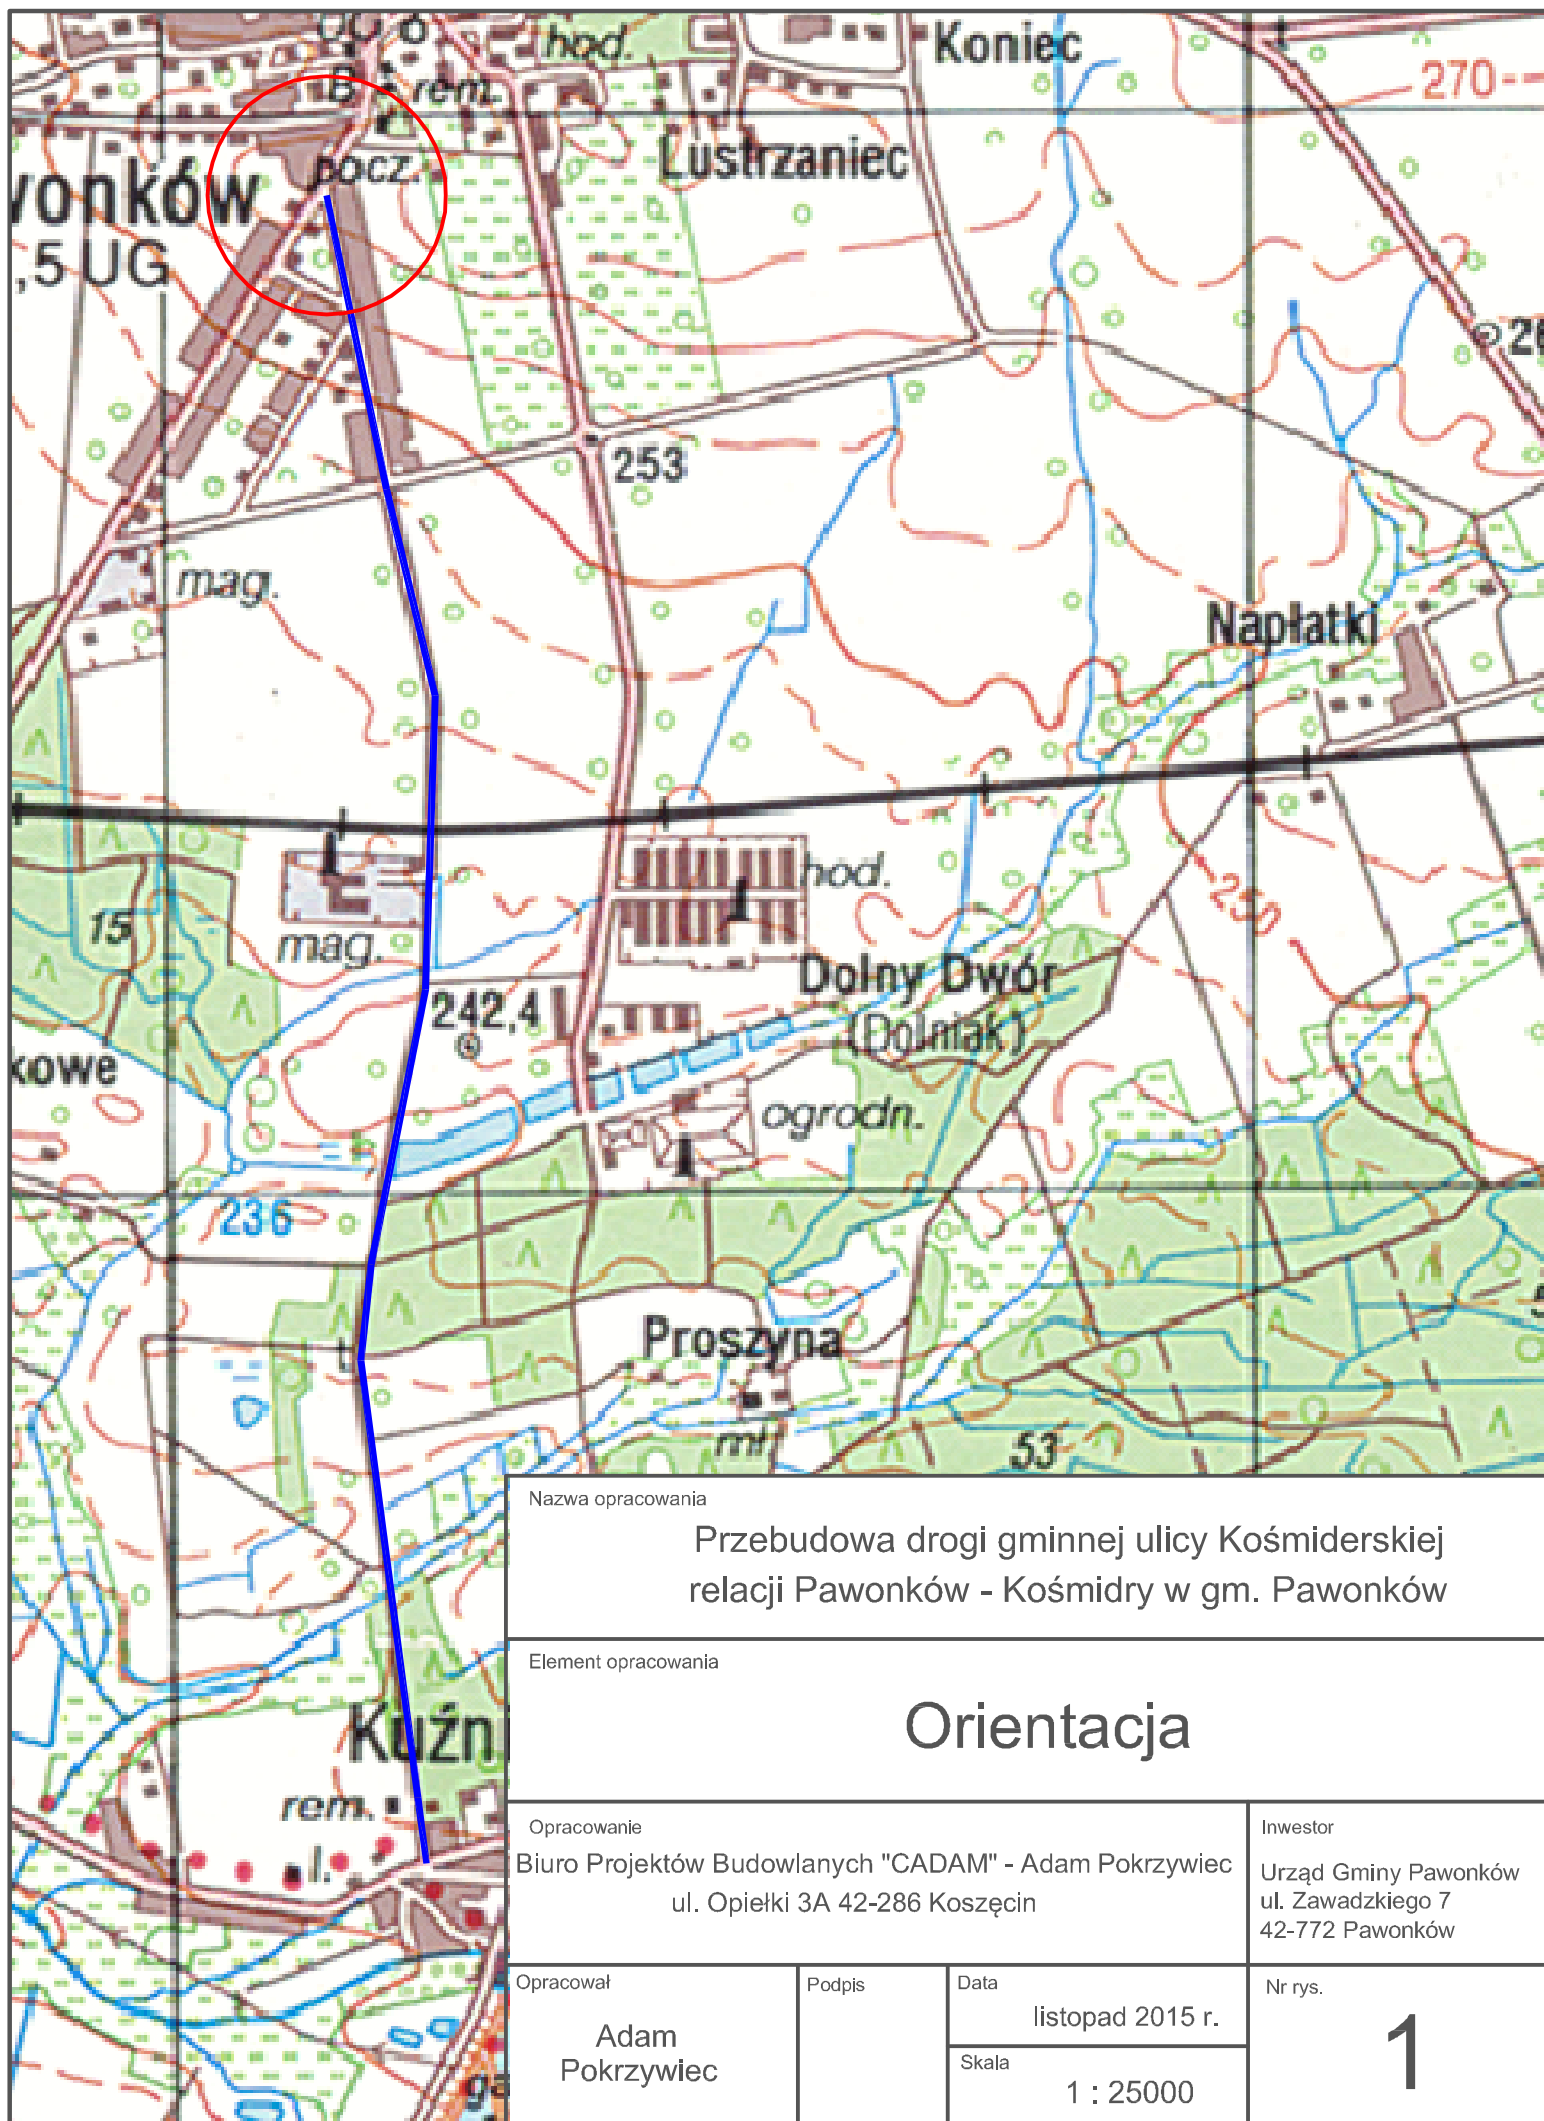 hod.
Koniec
270
B
rem.
Lustrzaniec
pocz.
wonków
,5 UG
253
mag.
Napłatki
hod.
250
15
mag.
Dolny Dwór
242,4
(Dolniak)
kowe
ogrodn.
236
Proszyna
mł.
53
Nazwa opracowania
Przebudowa drogi gminnej ulicy Kośmiderskiej
relacji Pawonków - Kośmidry w gm. Pawonków
Element opracowania
Orientacja
Kuźni
rem.
l.
Opracowanie
Biuro Projektów Budowlanych "CADAM" - Adam Pokrzywiec
ul. Opiełki 3A 42-286 Koszęcin
Inwestor
Urząd Gminy Pawonków
ul. Zawadzkiego 7
42-772 Pawonków
Opracował
Adam
Pokrzywiec
Podpis
Data
listopad 2015 r.
Skala
1 : 25000
Nr rys.
1